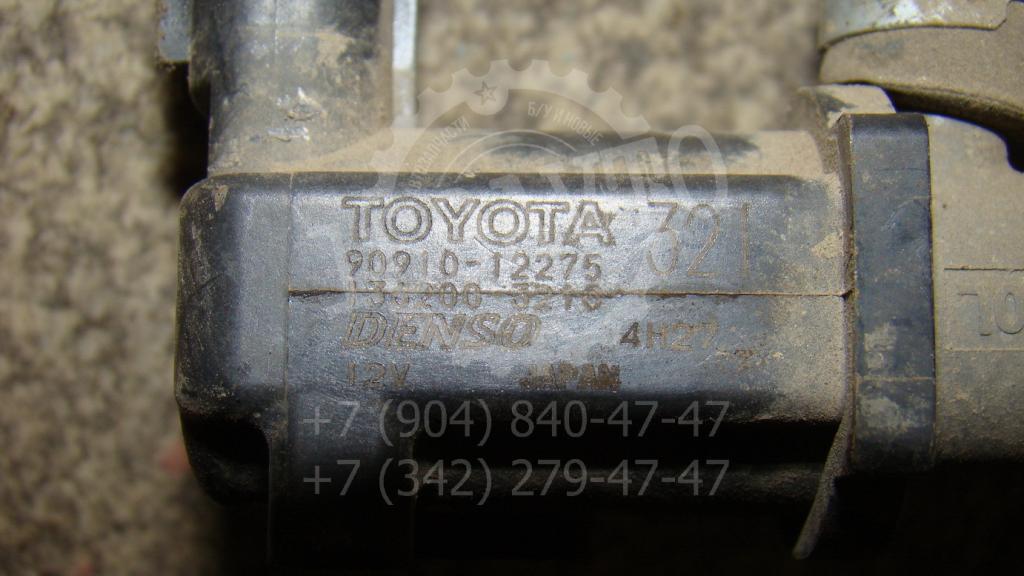 TOYOTA 321
90910-12275
DENSO 4H27
12V JAPAN
+7 (904) 840-47-47
+7 (342) 279-47-47